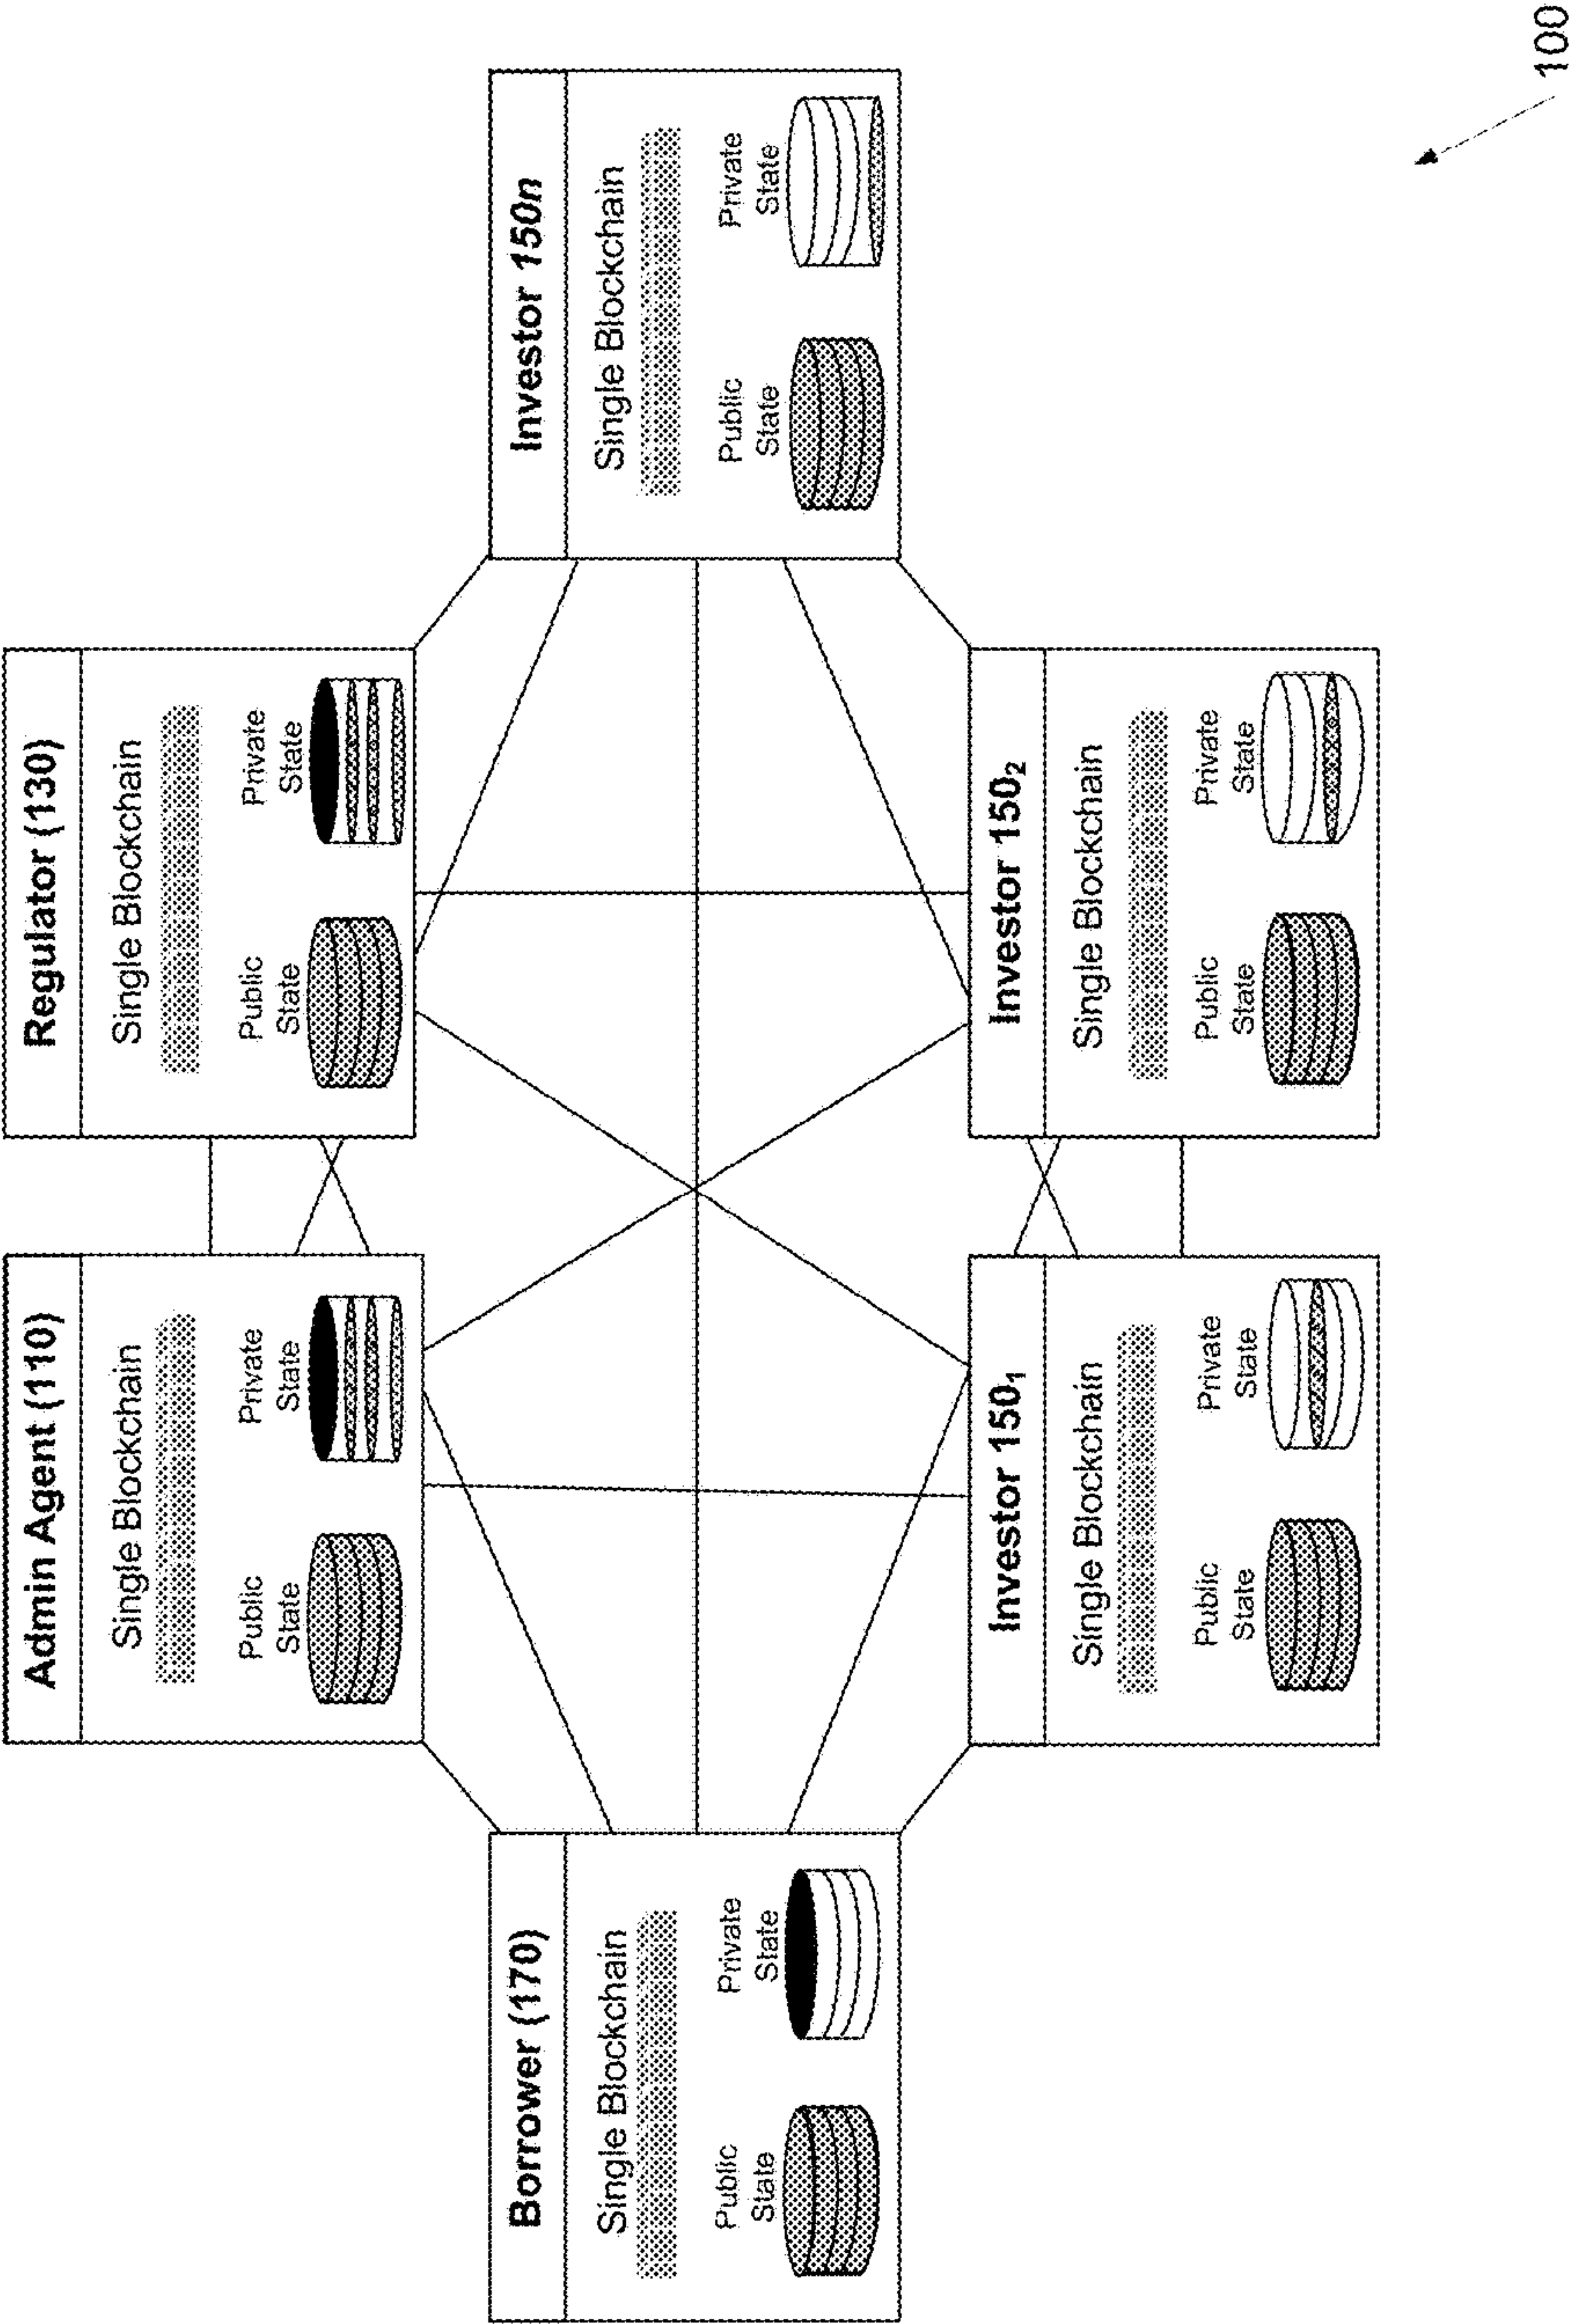 Admin Agent (110)
Single Blockchain
Public
State
Private
State
Regulator (130)
Single Blockchain
Public
State
Private
State
Borrower (170)
Single Blockchain
Public
State
Private
State
Investor 150n
Single Blockchain
Public
State
Private
State
Investor 150₁
Single Blockchain
Public
State
Private
State
Investor 150₂
Single Blockchain
Public
State
Private
State
100